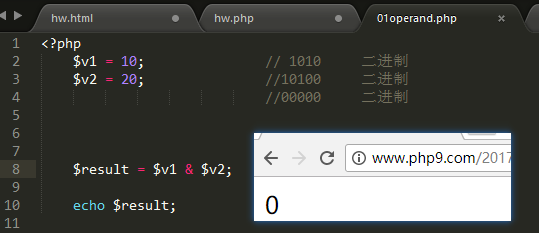 hw.html
hw.php
01operand.php
1 <?php
2 $v1 = 10; // 1010 二进制
3 $v2 = 20; //10100 二进制
4 //00000 二进制
5
6
7
8 $result = $v1 & $v2;
9
10 echo $result;
11
www.php9.com/2017
0